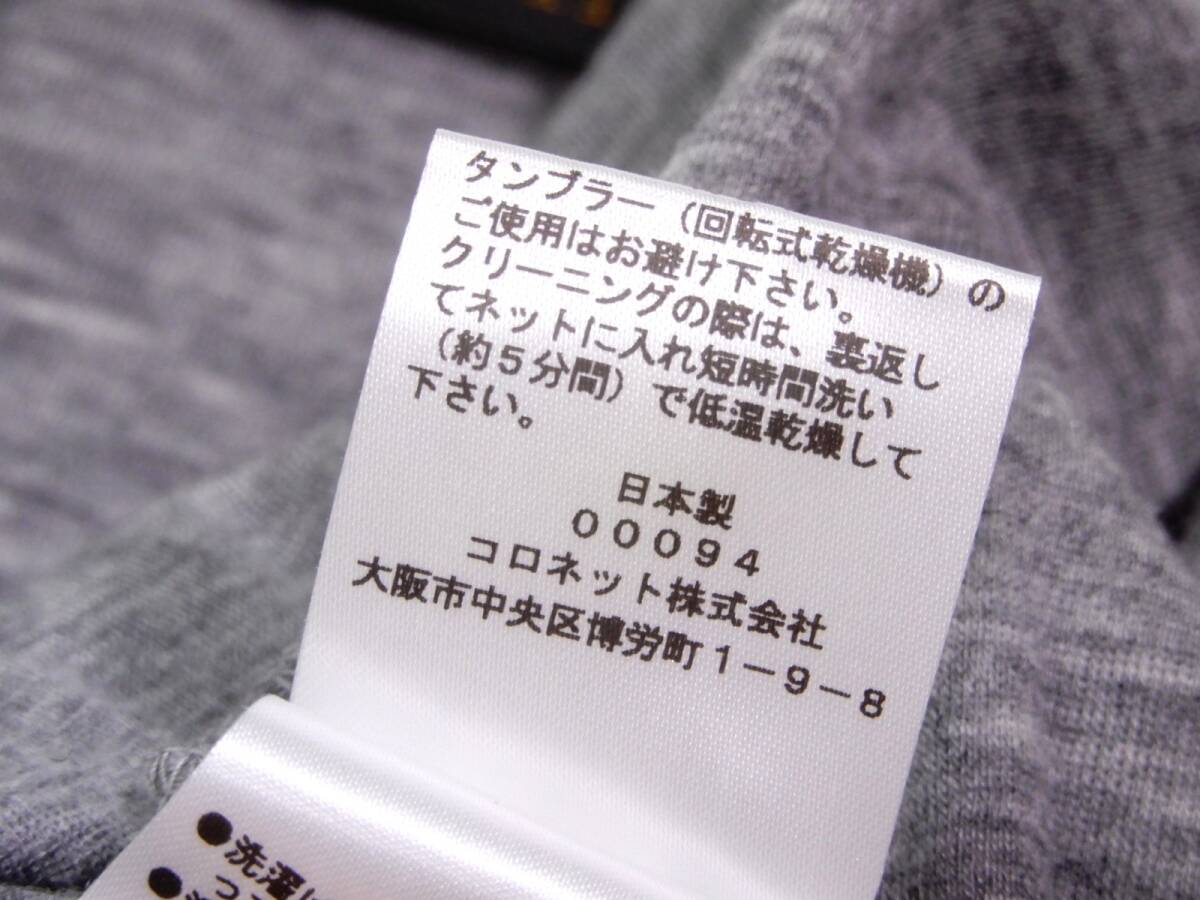 タンブラー（回転式乾燥機）の
ご使用はお避け下さい。
クリーニングの際は、裏返し
てネットに入れ短時間洗い
（約５分間）で低温乾燥して
下さい。
日本製
０００９４
コロネット株式会社
大阪市中央区博労町１－９－８
●洗濯に
っ
●